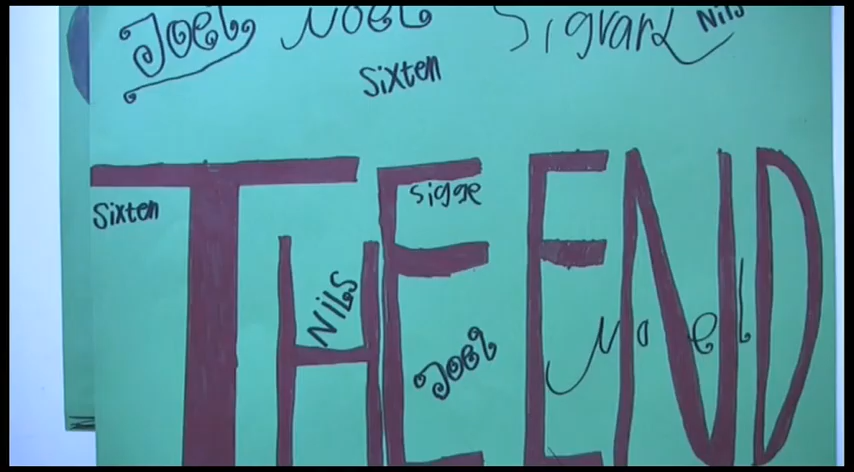 Joel Noel Sigvard Nils
Sixten
THE END
Sixten
Sigge
NiLS
Joel
Noel